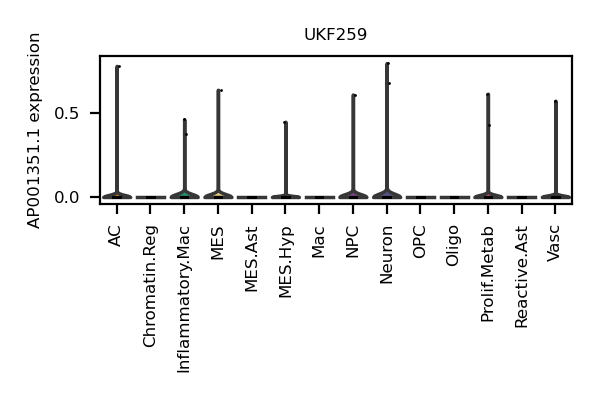 UKF259
AP001351.1 expression
0.5
0.0
AC
Chromatin.Reg
Inflammatory.Mac
MES
MES.Ast
MES.Hyp
Mac
NPC
Neuron
OPC
Oligo
Prolif.Metab
Reactive.Ast
Vasc